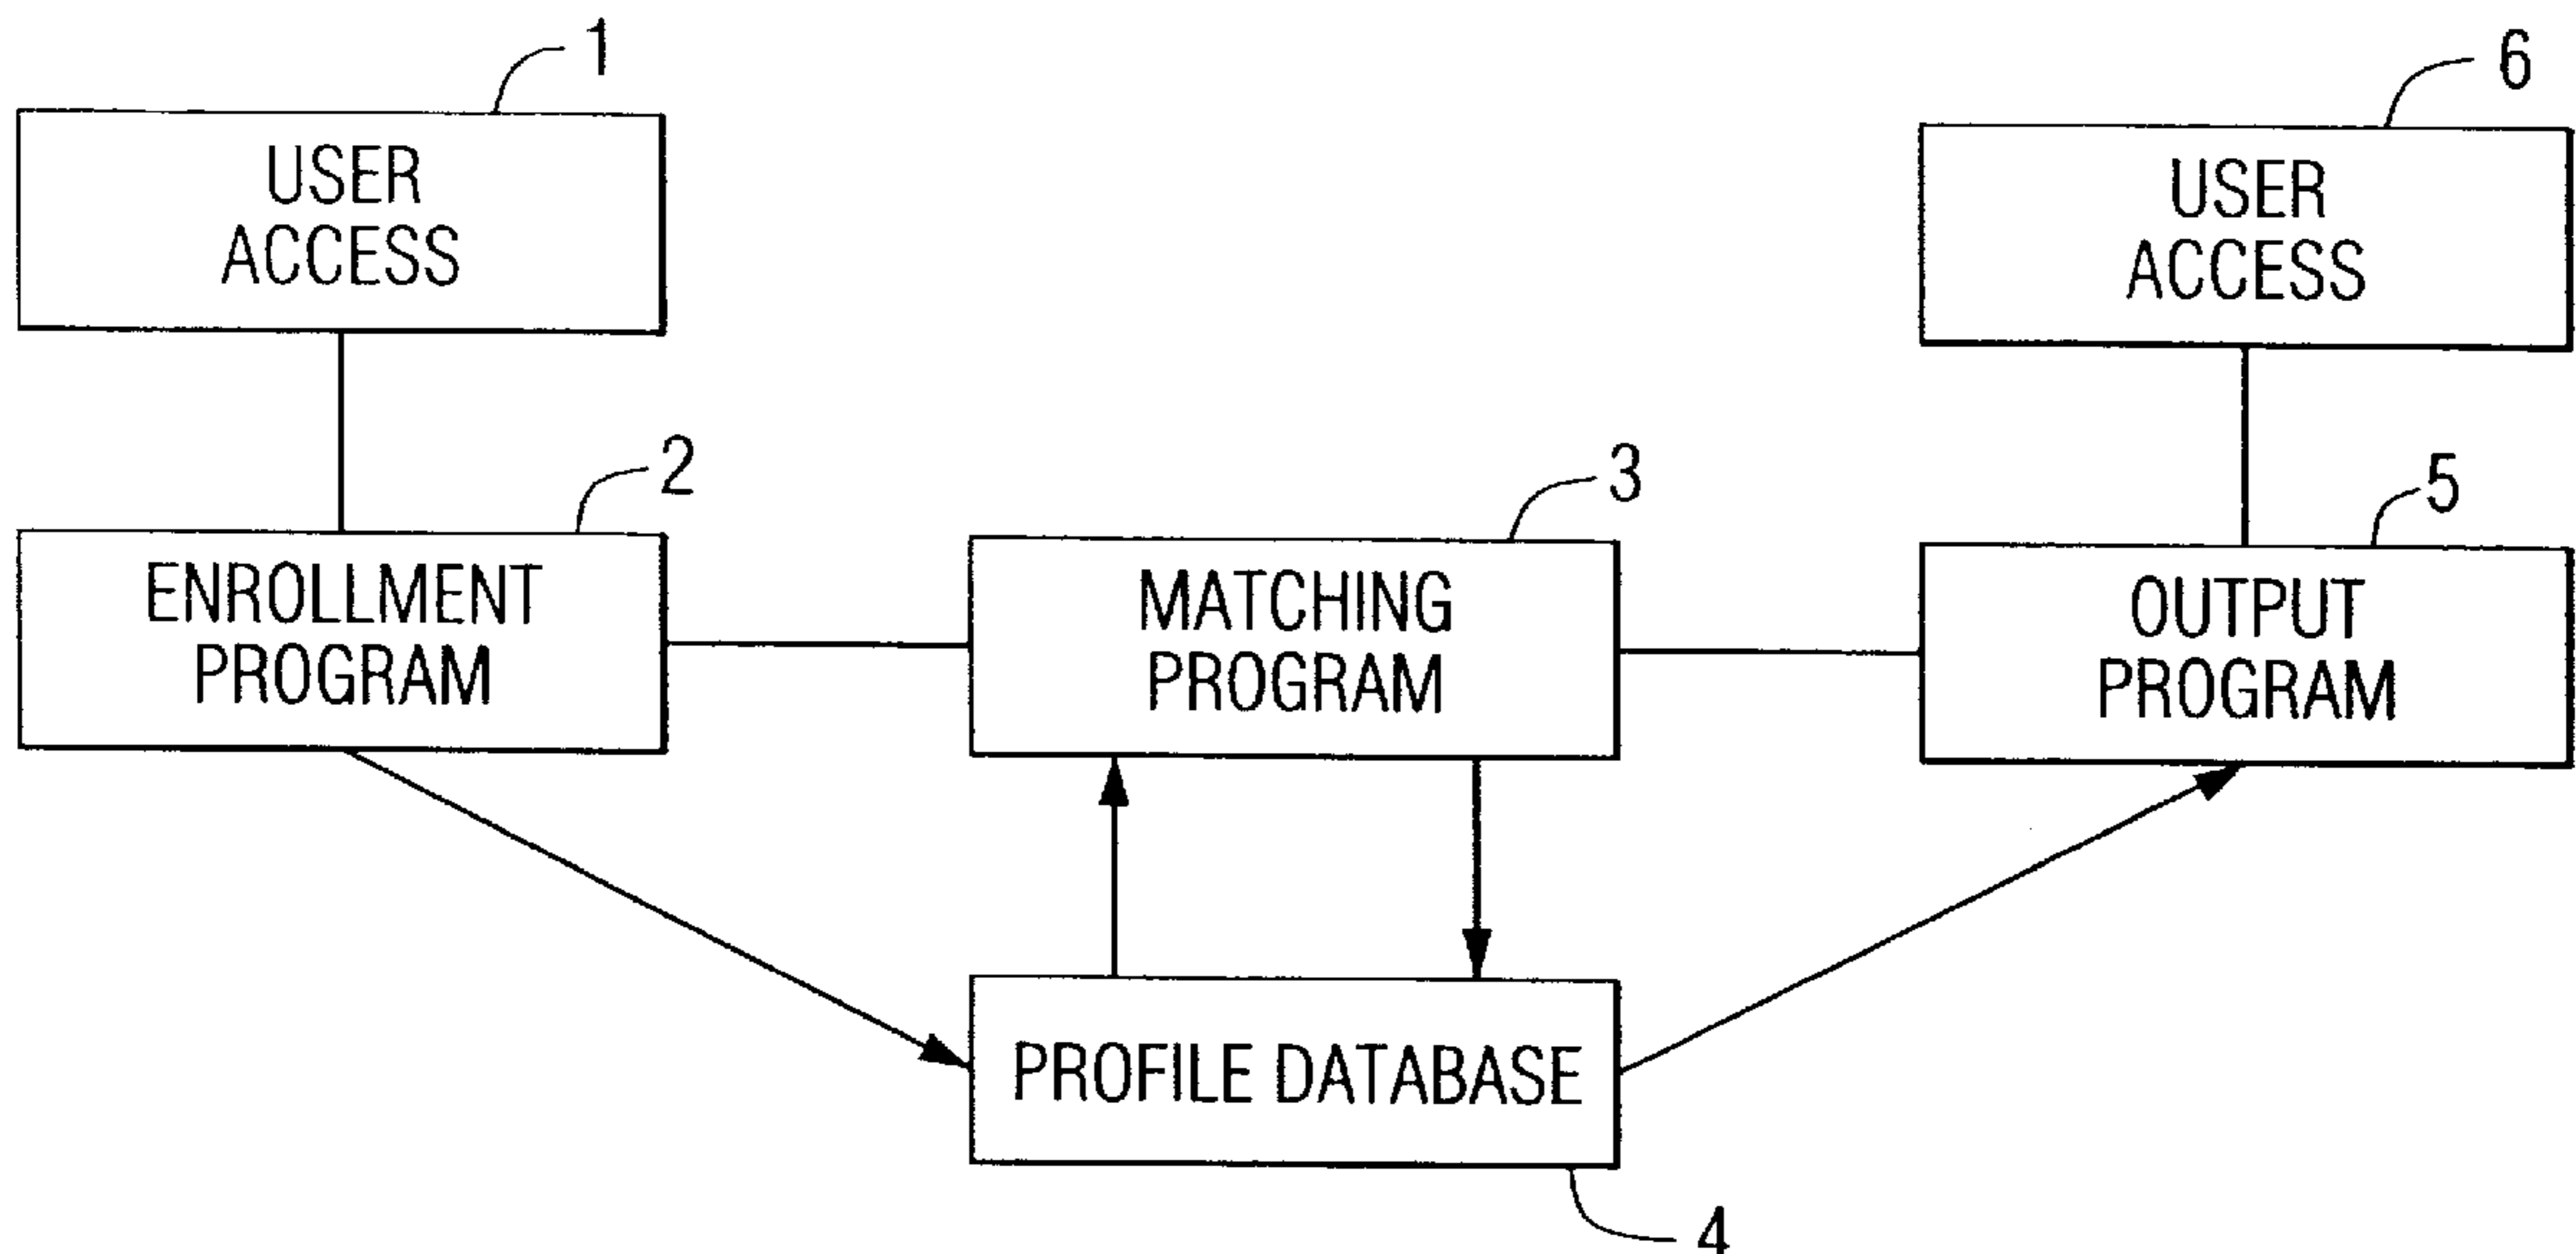 1
USER
ACCESS
6
USER
ACCESS
2
ENROLLMENT
PROGRAM
3
MATCHING
PROGRAM
5
OUTPUT
PROGRAM
PROFILE DATABASE
4